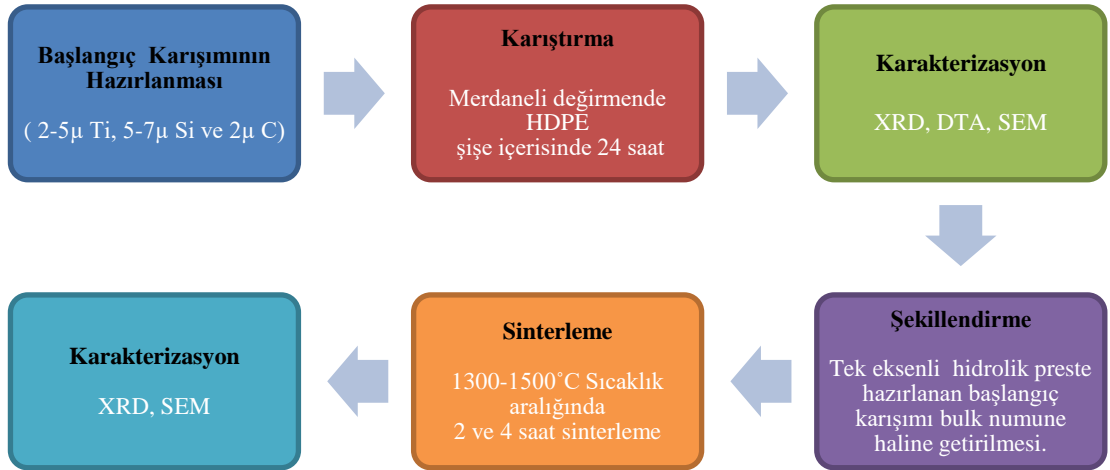 Başlangıç Karışımının
Hazırlanması
( 2-5µ Ti, 5-7µ Si ve 2µ C)
Karıştırma
Merdaneli değirmende
HDPE
şişe içerisinde 24 saat
Karakterizasyon
XRD, DTA, SEM
Şekillendirme
Tek eksenli hidrolik preste
hazırlanan başlangıç
karışımı bulk numune
haline getirilmesi.
Sinterleme
1300-1500˚C Sıcaklık
aralığında
2 ve 4 saat sinterleme
Karakterizasyon
XRD, SEM